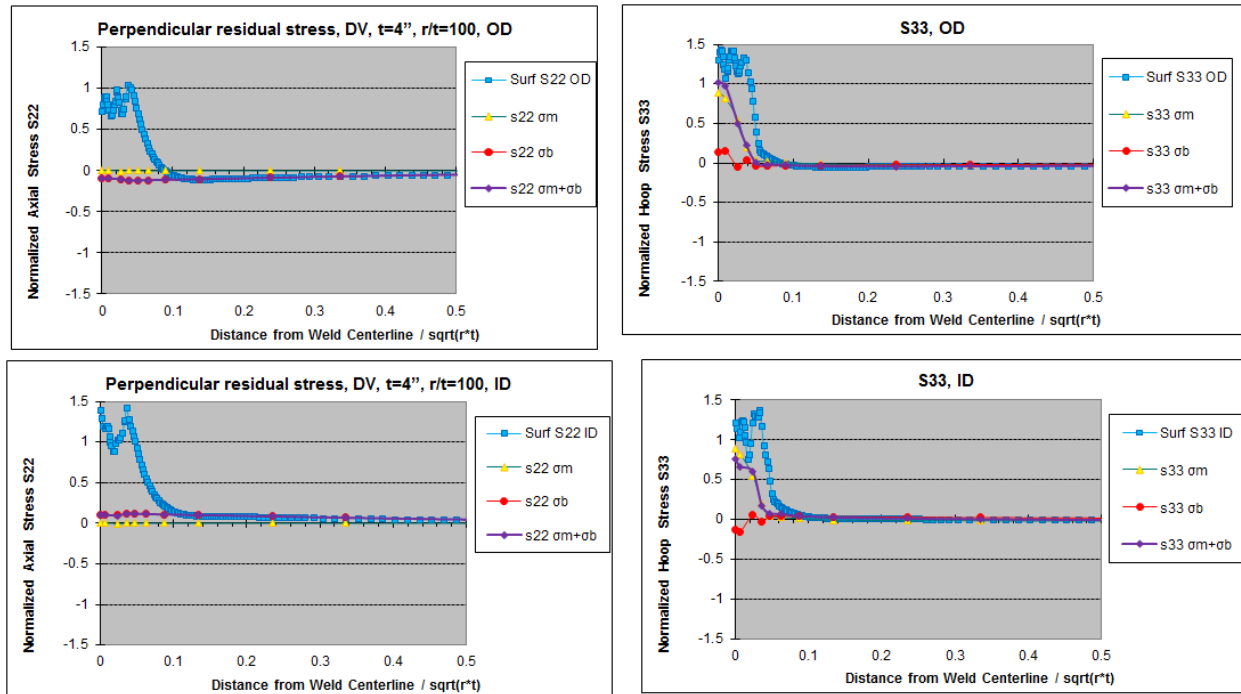 Perpendicular residual stress, DV, t=4”, r/t=100, OD
Normalized Axial Stress S22
1.5
1
0.5
0
-0.5
-1
-1.5
0
0.1
0.2
0.3
0.4
0.5
Distance from Weld Centerline / sqrt(r*t)
Surf S22 OD
s22 σm
s22 σb
s22 σm+σb
S33, OD
Normalized Hoop Stress S33
1.5
1
0.5
0
-0.5
-1
-1.5
0
0.1
0.2
0.3
0.4
0.5
Distance from Weld Centerline / sqrt(r*t)
Surf S33 OD
s33 σm
s33 σb
s33 σm+σb
Perpendicular residual stress, DV, t=4”, r/t=100, ID
Normalized Axial Stress S22
1.5
1
0.5
0
-0.5
-1
-1.5
0
0.1
0.2
0.3
0.4
0.5
Distance from Weld Centerline / sqrt(r*t)
Surf S22 ID
s22 σm
s22 σb
s22 σm+σb
S33, ID
Normalized Hoop Stress S33
1.5
1
0.5
0
-0.5
-1
-1.5
0
0.1
0.2
0.3
0.4
0.5
Distance from Weld Centerline / sqrt(r*t)
Surf S33 ID
s33 σm
s33 σb
s33 σm+σb